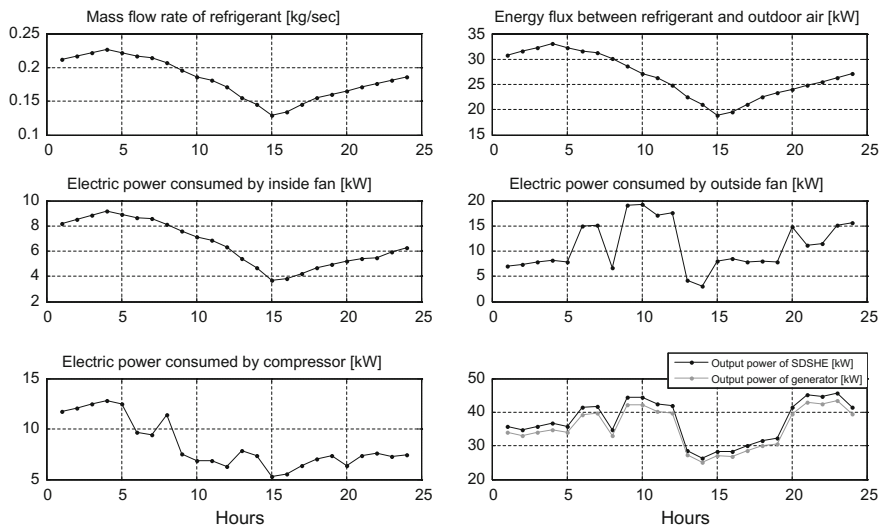 Mass flow rate of refrigerant [kg/sec]
0.25
0.2
0.15
0.1
0 5 10 15 20 25
Energy flux between refrigerant and outdoor air [kW]
35
30
25
20
15
0 5 10 15 20 25
Electric power consumed by inside fan [kW]
10
8
6
4
2
0 5 10 15 20 25
Electric power consumed by outside fan [kW]
20
15
10
5
0
0 5 10 15 20 25
Electric power consumed by compressor [kW]
15
10
5
0 5 10 15 20 25
Hours
Output power of SDSHE [kW]
Output power of generator [kW]
50
40
30
20
0 5 10 15 20 25
Hours